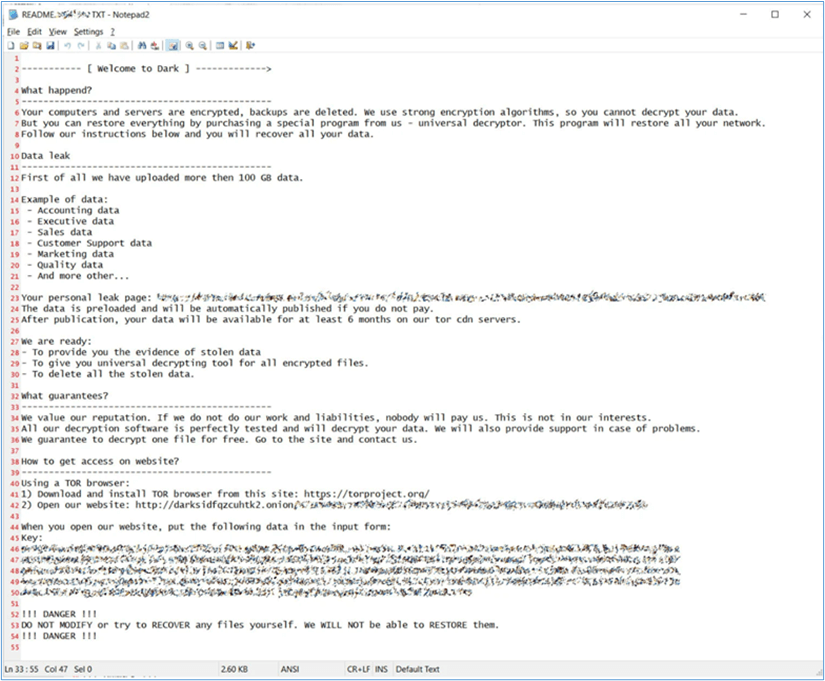 README. .TXT - Notepad2
File Edit View Settings ?
1
2 ----------- [ Welcome to Dark ] ------------->
3
4 What happend?
5 ----------------------------------------------
6 Your computers and servers are encrypted, backups are deleted. We use strong encryption algorithms, so you cannot decrypt your data.
7 But you can restore everything by purchasing a special program from us - universal decryptor. This program will restore all your network.
8 Follow our instructions below and you will recover all your data.
9
10 Data leak
11 ----------------------------------------------
12 First of all we have uploaded more then 100 GB data.
13
14 Example of data:
15 - Accounting data
16 - Executive data
17 - Sales data
18 - Customer Support data
19 - Marketing data
20 - Quality data
21 - And more other...
22
23 Your personal leak page:
24 The data is preloaded and will be automatically published if you do not pay.
25 After publication, your data will be available for at least 6 months on our tor cdn servers.
26
27 We are ready:
28 - To provide you the evidence of stolen data
29 - To give you universal decrypting tool for all encrypted files.
30 - To delete all the stolen data.
31
32 What guarantees?
33 ----------------------------------------------
34 We value our reputation. If we do not do our work and liabilities, nobody will pay us. This is not in our interests.
35 All our decryption software is perfectly tested and will decrypt your data. We will also provide support in case of problems.
36 We guarantee to decrypt one file for free. Go to the site and contact us.
37
38 How to get access on website?
39 ----------------------------------------------
40 Using a TOR browser:
41 1) Download and install TOR browser from this site: https://torproject.org/
42 2) Open our website: http://darksidfqzcuhtk2.onion/
43
44 When you open our website, put the following data in the input form:
45 Key:
46
47
48
49
50
51
52 !!! DANGER !!!
53 DO NOT MODIFY or try to RECOVER any files yourself. We WILL NOT be able to RESTORE them.
54 !!! DANGER !!!
55
Ln 33 : 55 Col 47 Sel 0 2.60 KB ANSI CR+LF INS Default Text